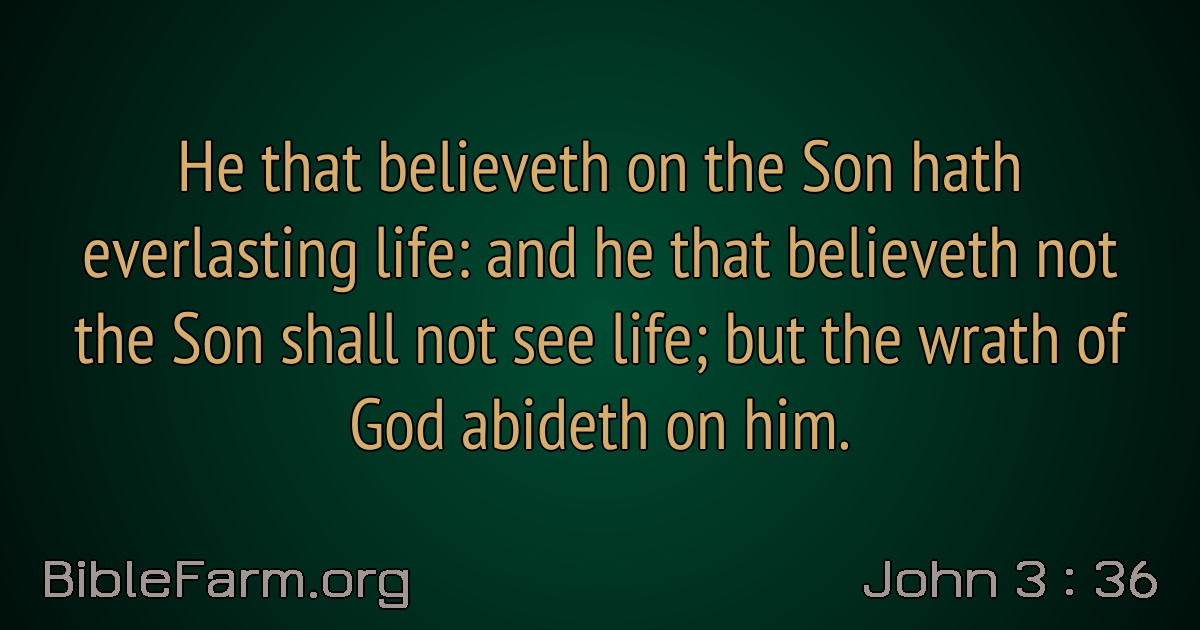 He that believeth on the Son hath
everlasting life: and he that believeth not
the Son shall not see life; but the wrath of
God abideth on him.
BibleFarm.org
John 3 : 36